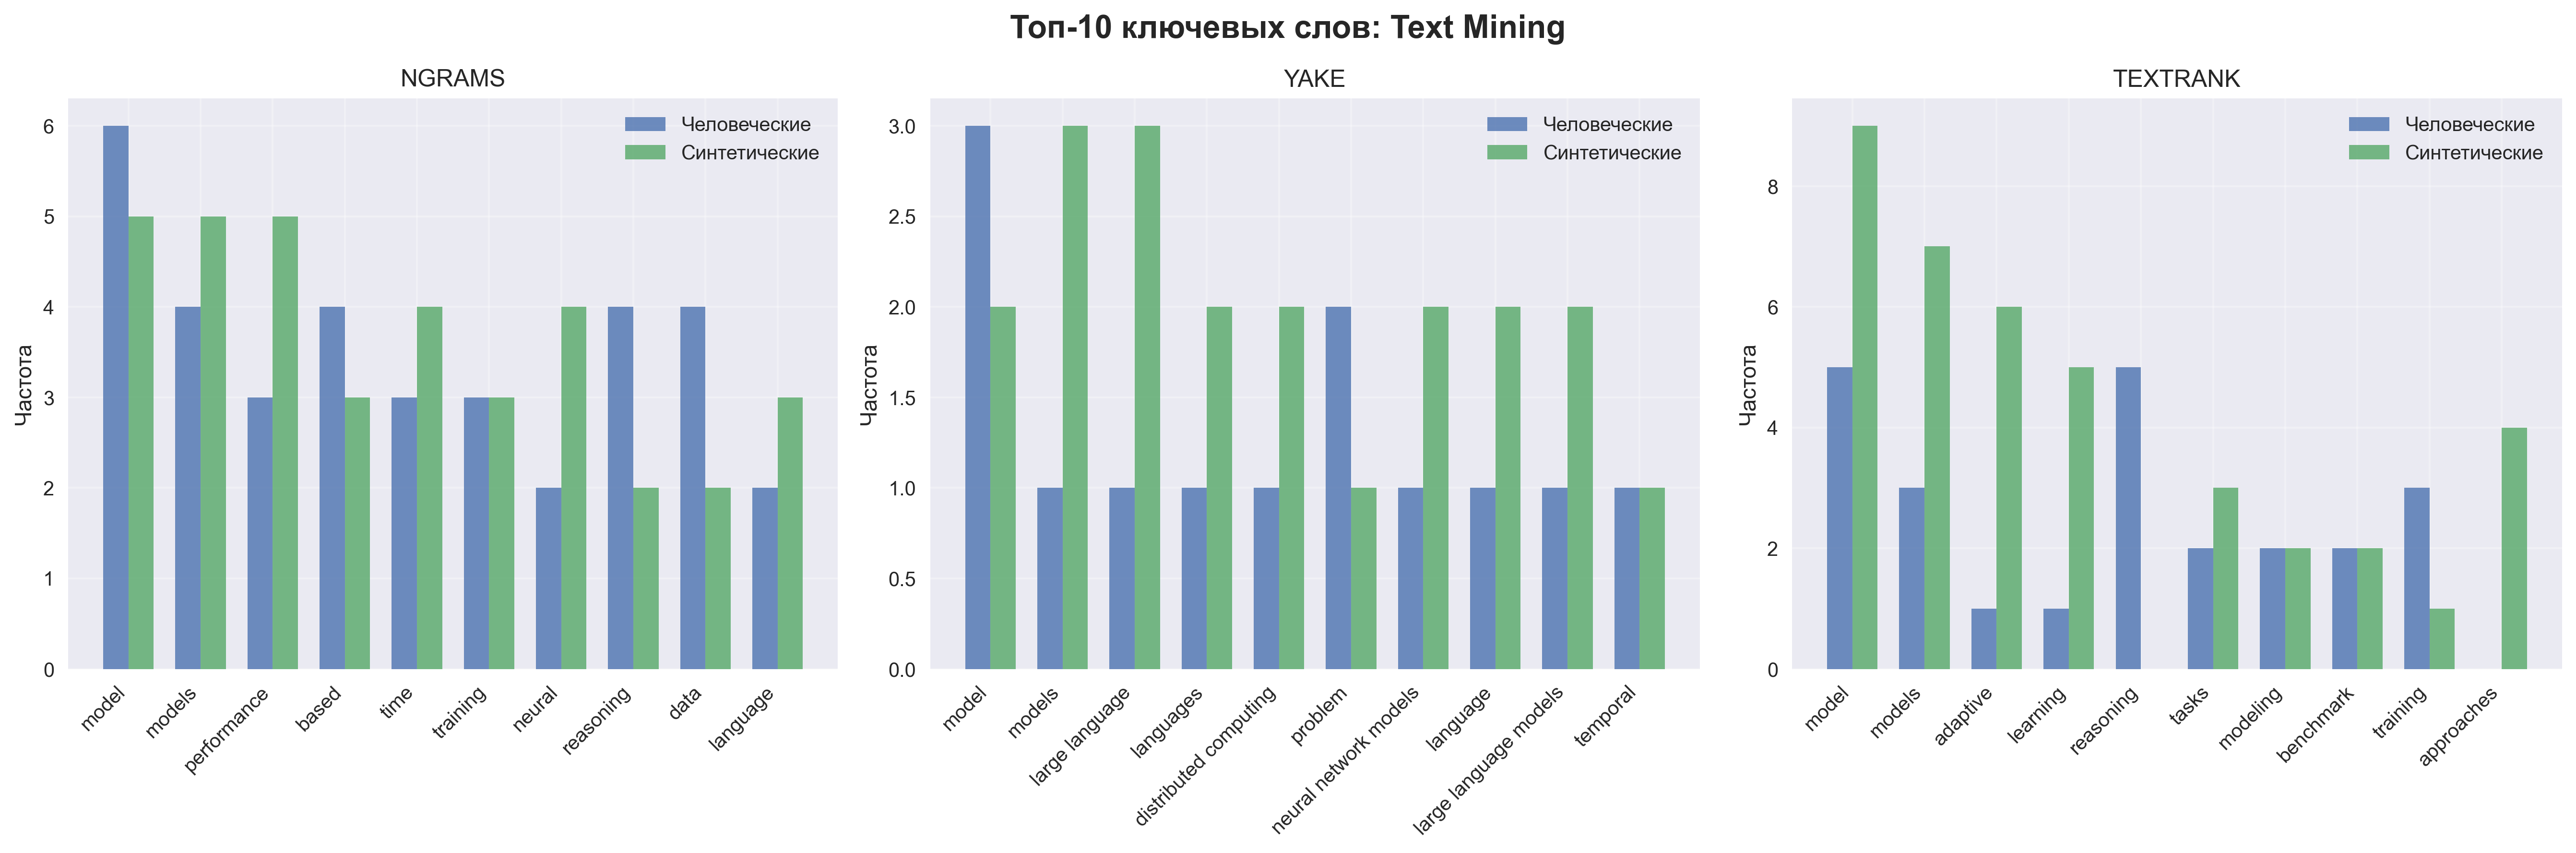 Топ-10 ключевых слов: Text Mining
NGRAMS
Человеческие
Синтетические
Частота
6
5
4
3
2
1
0
model
models
performance
based
time
training
neural
reasoning
data
language
YAKE
Человеческие
Синтетические
Частота
3.0
2.5
2.0
1.5
1.0
0.5
0.0
model
models
large language
languages
distributed computing
problem
neural network models
language
large language models
temporal
TEXTRANK
Человеческие
Синтетические
Частота
8
6
4
2
0
model
models
adaptive
learning
reasoning
tasks
modeling
benchmark
training
approaches